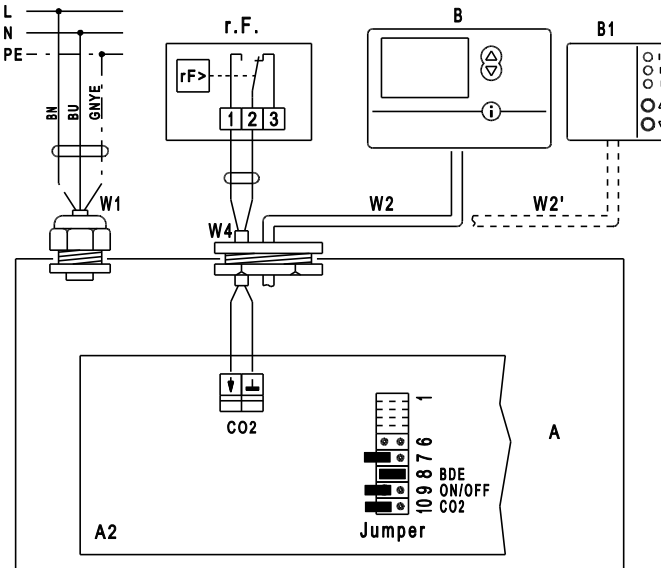 L
N
PE
BN
BU
GNYE
W1
r.F.
rF>
1 2 3
W4
B
i
B1
W2
W2'
CO2
1
6
7
8 BDE
9 ON/OFF
10 CO2
Jumper
A
A2